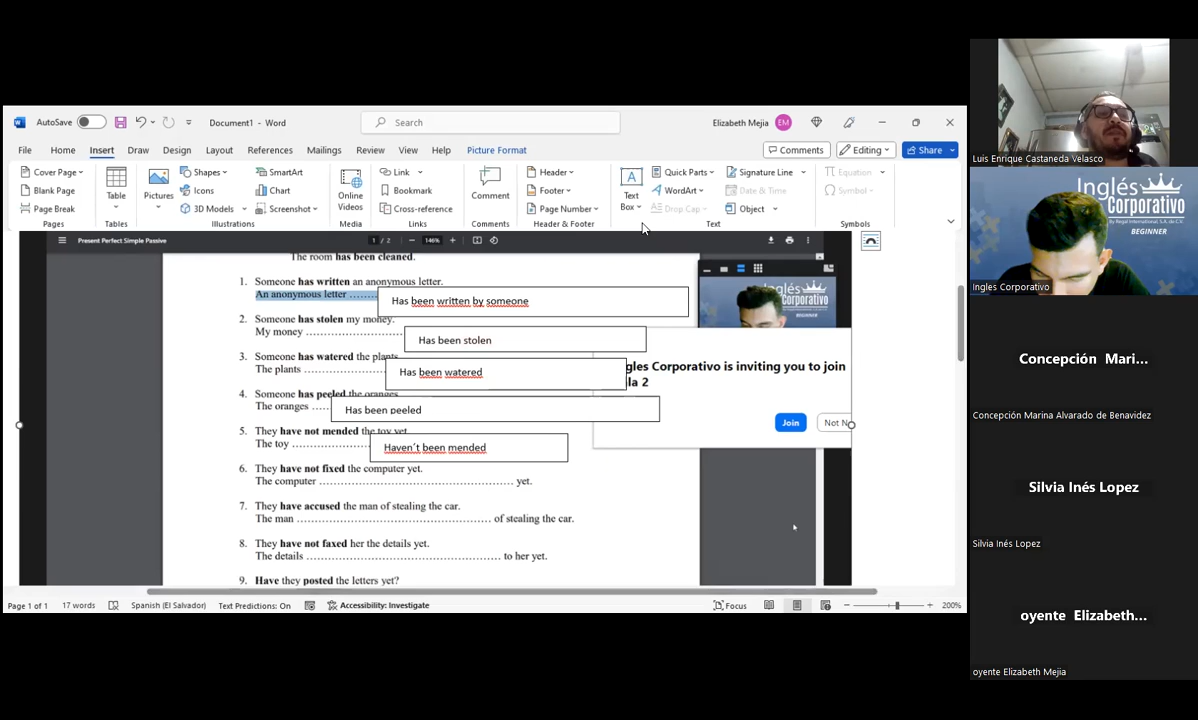 AutoSave
Document1 - Word
Search
Elizabeth Mejia
EM
File Home Insert Draw Design Layout References Mailings Review View Help Picture Format
Comments
Editing
Share
Cover Page
Blank Page
Page Break
Pages
Table
Tables
Pictures
Shapes
Icons
3D Models
SmartArt
Chart
Screenshot
Illustrations
Online Videos
Media
Link
Bookmark
Cross-reference
Links
Comment
Comments
Header
Footer
Page Number
Header & Footer
Text Box
Quick Parts
WordArt
Drop Cap
Signature Line
Date & Time
Object
Text
Equation
Symbol
Symbols
Present Perfect Simple Passive
1 / 2
146%
The room has been cleaned.
1. Someone has written an anonymous letter.
An anonymous letter ........
Has been written by someone
2. Someone has stolen my money.
My money ............................
Has been stolen
3. Someone has watered the plants.
The plants ............................
Has been watered
4. Someone has peeled the oranges.
The oranges ....
Has been peeled
5. They have not mended the toy yet.
The toy ......................
Haven´t been mended
6. They have not fixed the computer yet.
The computer .................................................... yet.
7. They have accused the man of stealing the car.
The man .................................................... of stealing the car.
8. They have not faxed her the details yet.
The details .................................................... to her yet.
9. Have they posted the letters yet?
Corporativo
BEGINNER
gles Corporativo is inviting you to join
la 2
Join
Not N
Page 1 of 1
17 words
Spanish (El Salvador)
Text Predictions: On
Accessibility: Investigate
Focus
200%
Luis Enrique Castaneda Velasco
Inglés
Corporativo
By Regal International, S.A. de C.V.
BEGINNER
Ingles Corporativo
Concepción Mari...
Concepción Marina Alvarado de Benavidez
Silvia Inés Lopez
Silvia Inés Lopez
oyente Elizabeth...
oyente Elizabeth Mejia